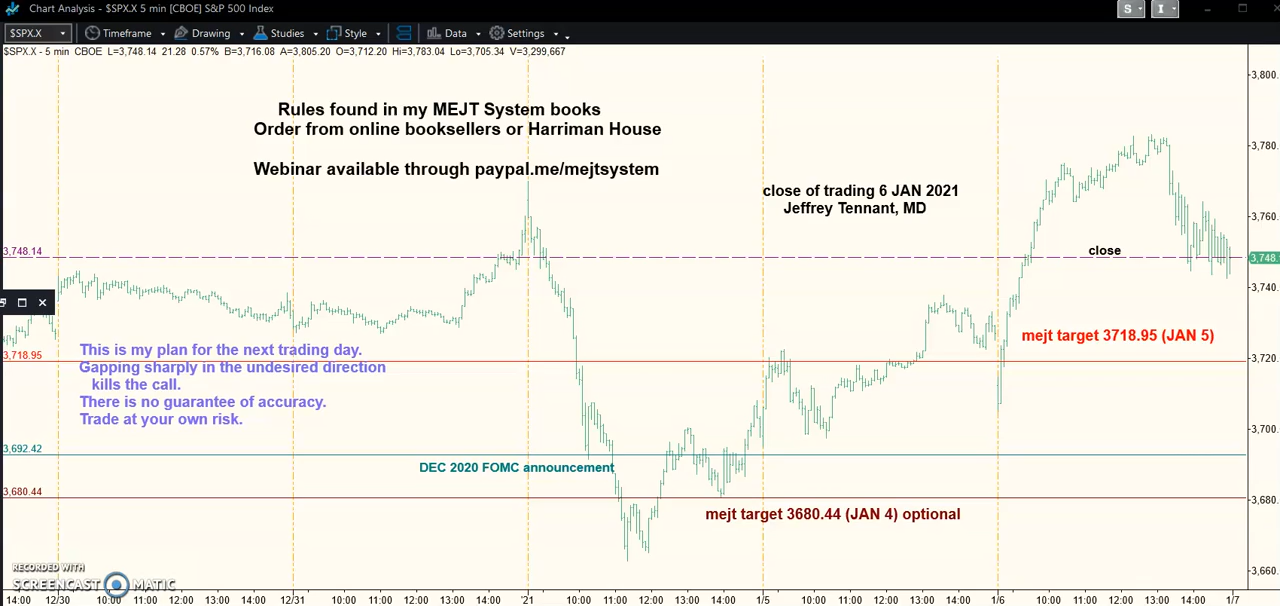 Chart Analysis - $SPX.X 5 min [CBOE] S&P 500 Index
S
I
$SPX.X Timeframe Drawing Studies Style Data Settings
$SPX.X - 5 min CBOE L=3,748.14 21.28 0.57% B=3,716.08 A=3,805.20 O=3,712.20 Hi=3,783.04 Lo=3,705.34 V=3,299,667
3,800.
Rules found in my MEJT System books
Order from online booksellers or Harriman House
3,780.
Webinar available through paypal.me/mejtsystem
close of trading 6 JAN 2021
Jeffrey Tennant, MD
3,760.
3,748.14
close
3,748.
3,740.
mejt target 3718.95 (JAN 5)
This is my plan for the next trading day.
3,718.95
3,720.
Gapping sharply in the undesired direction
kills the call.
There is no guarantee of accuracy.
Trade at your own risk.
3,700.
3,692.42
DEC 2020 FOMC announcement
3,680.44
3,680.
mejt target 3680.44 (JAN 4) optional
RECORDED WITH
SCREENCAST MATIC
3,660.
14:00 12/30 10:00 11:00 12:00 13:00 14:00 12/31 10:00 11:00 12:00 13:00 14:00 '21 10:00 11:00 12:00 13:00 14:00 1/5 10:00 11:00 12:00 13:00 14:00 1/6 10:00 11:00 12:00 13:00 14:00 1/7